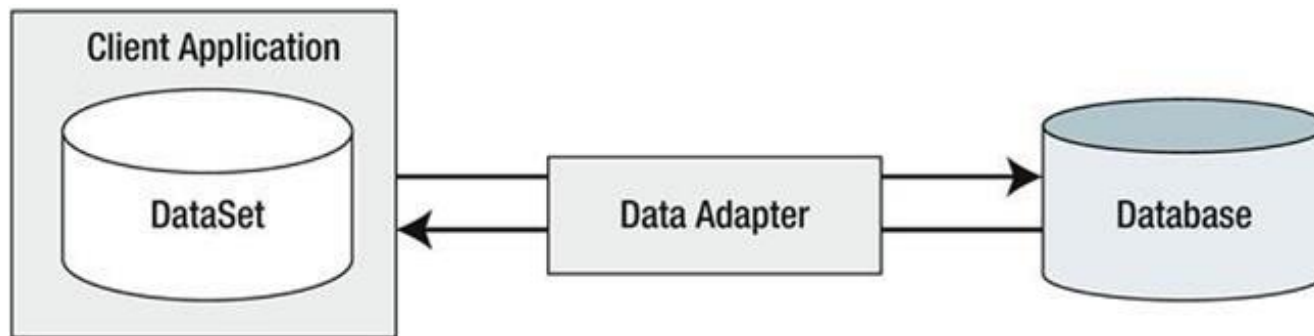 Client Application
DataSet
Data Adapter
Database